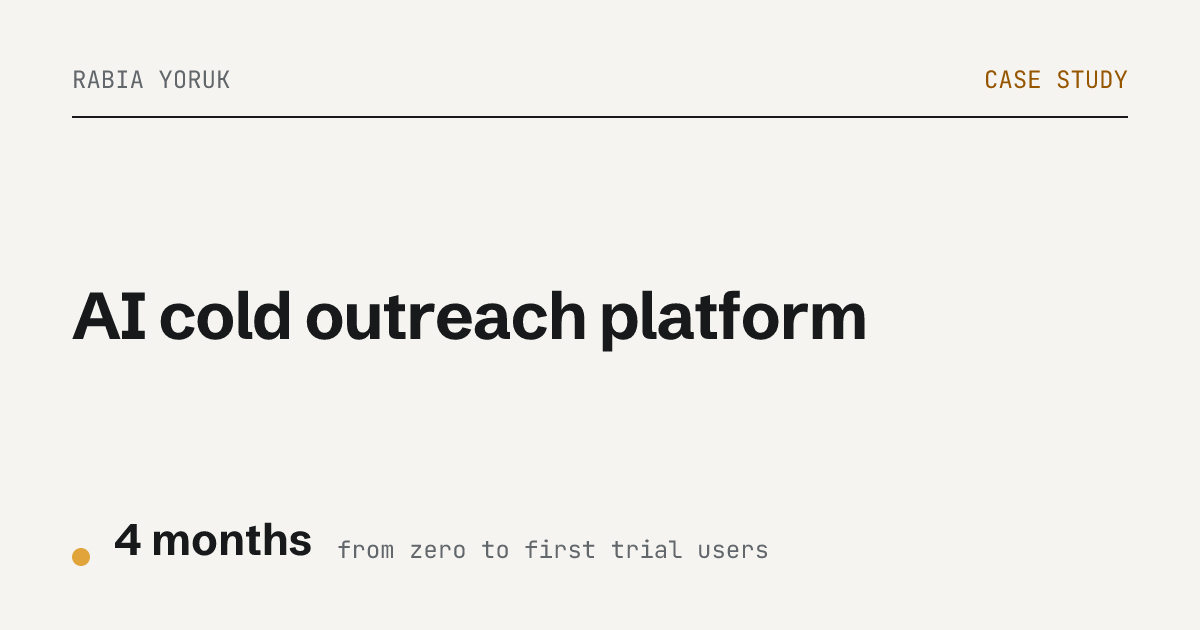 RABIA YORUK
CASE STUDY
AI cold outreach platform
4 months from zero to first trial users